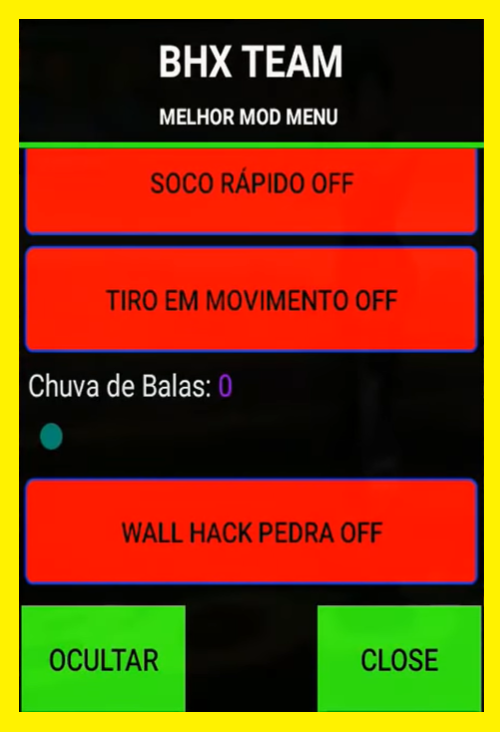 BHX TEAM
MELHOR MOD MENU
SOCO RÁPIDO OFF
TIRO EM MOVIMENTO OFF
Chuva de Balas: 0
WALL HACK PEDRA OFF
OCULTAR CLOSE